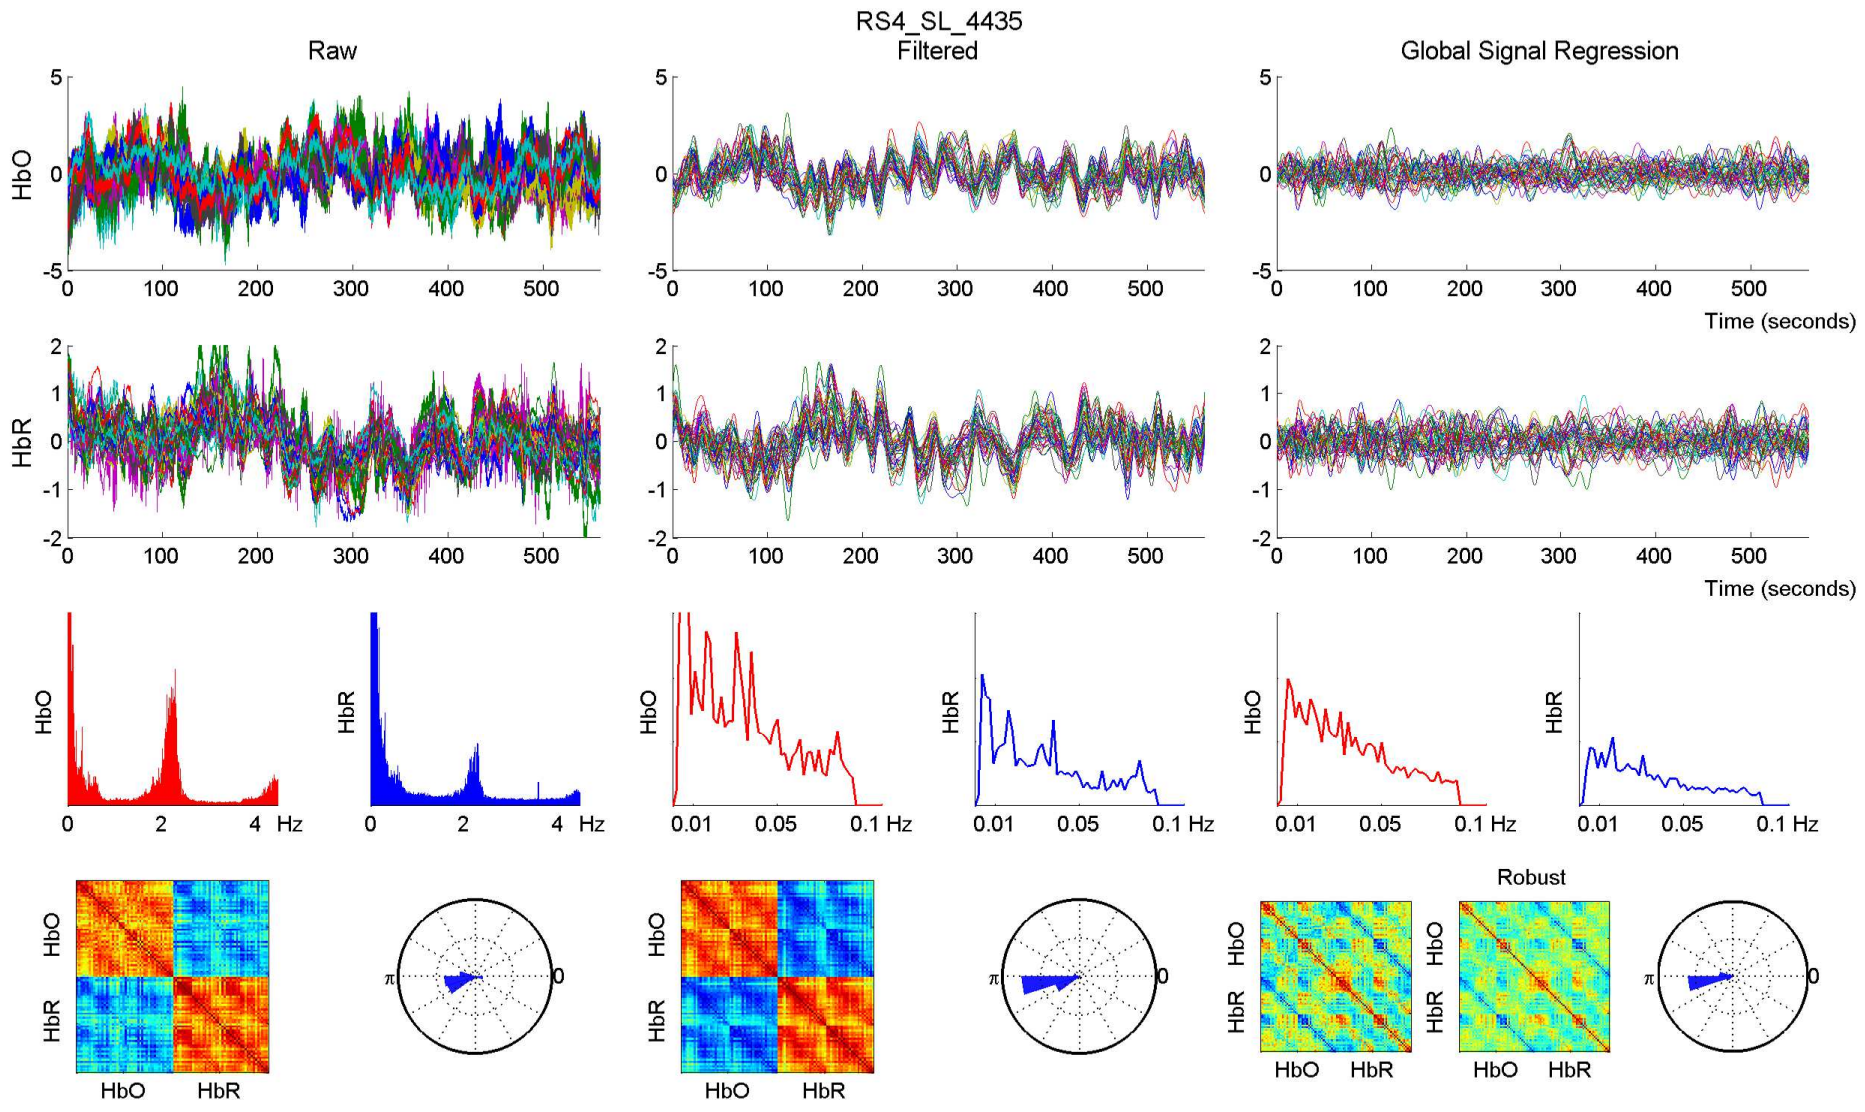 RS4_SL_4435
Raw
Filtered
Global Signal Regression
HbO
5
0
-5
0 100 200 300 400 500
5
0
-5
0 100 200 300 400 500
5
0
-5
0 100 200 300 400 500
Time (seconds)
HbR
2
1
0
-1
-2
0 100 200 300 400 500
2
1
0
-1
-2
0 100 200 300 400 500
2
1
0
-1
-2
0 100 200 300 400 500
Time (seconds)
HbO
0 2 4 Hz
HbR
0 2 4 Hz
HbO
0.01 0.05 0.1 Hz
HbR
0.01 0.05 0.1 Hz
HbO
0.01 0.05 0.1 Hz
HbR
0.01 0.05 0.1 Hz
HbO
HbR
HbO HbR
π 0
HbO
HbR
HbO HbR
π 0
HbO
HbR
HbO HbR
Robust
HbO
HbR
HbO HbR
π 0